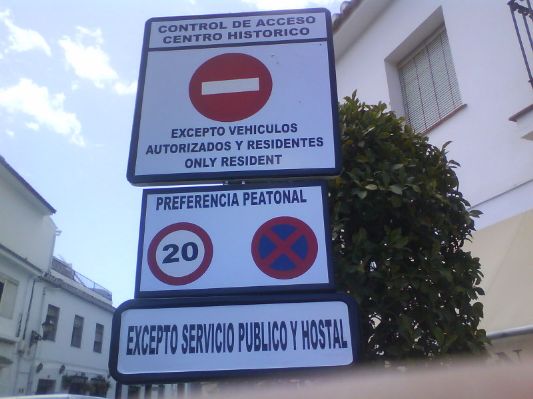 CONTROL DE ACCESO
CENTRO HISTORICO
EXCEPTO VEHICULOS
AUTORIZADOS Y RESIDENTES
ONLY RESIDENT
PREFERENCIA PEATONAL
20
EXCEPTO SERVICIO PUBLICO Y HOSTAL